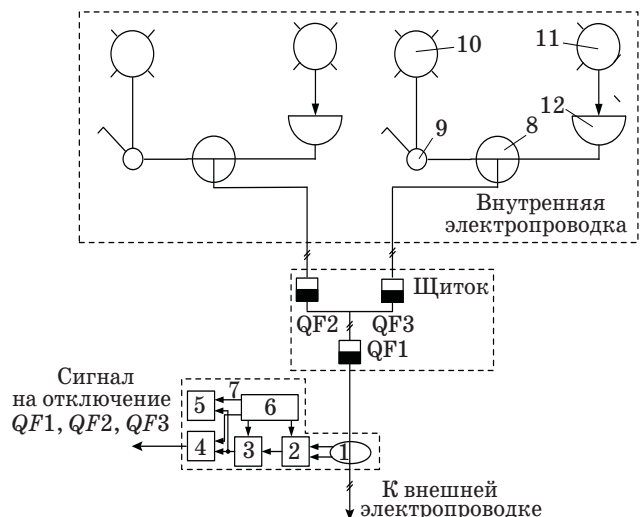 10
11
12
9
8
Внутренняя
электропроводка
Щиток
QF2
QF3
QF1
Сигнал
на отключение
QF1, QF2, QF3
7
5
6
4
3
2
1
К внешней
электропроводке